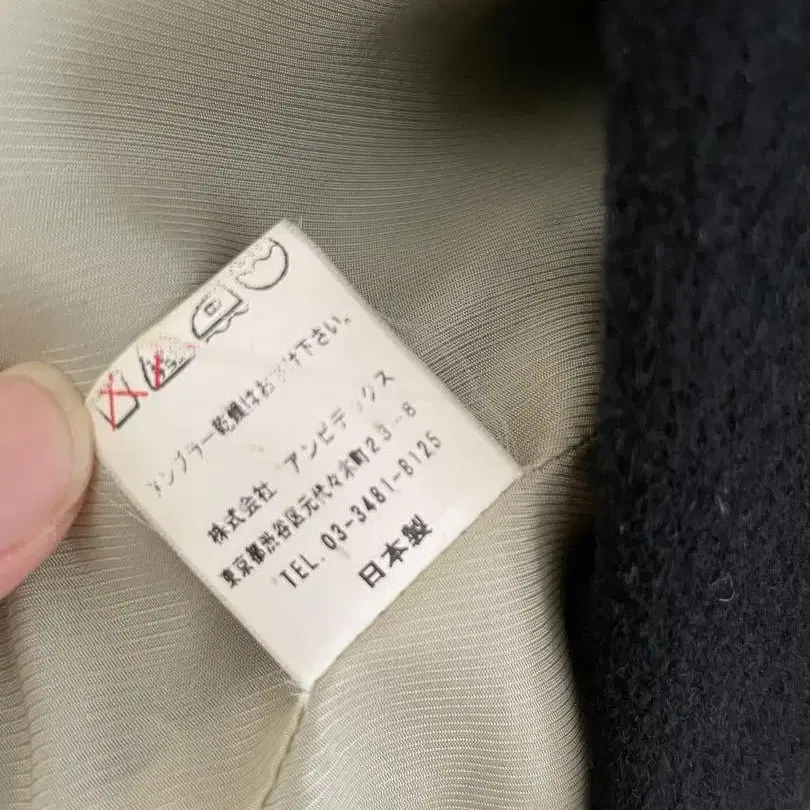 タンブラー乾燥はお避け下さい。
株式会社 アンビデックス
東京都渋谷区元代々木町23-8
TEL. 03-3481-8125
日本製